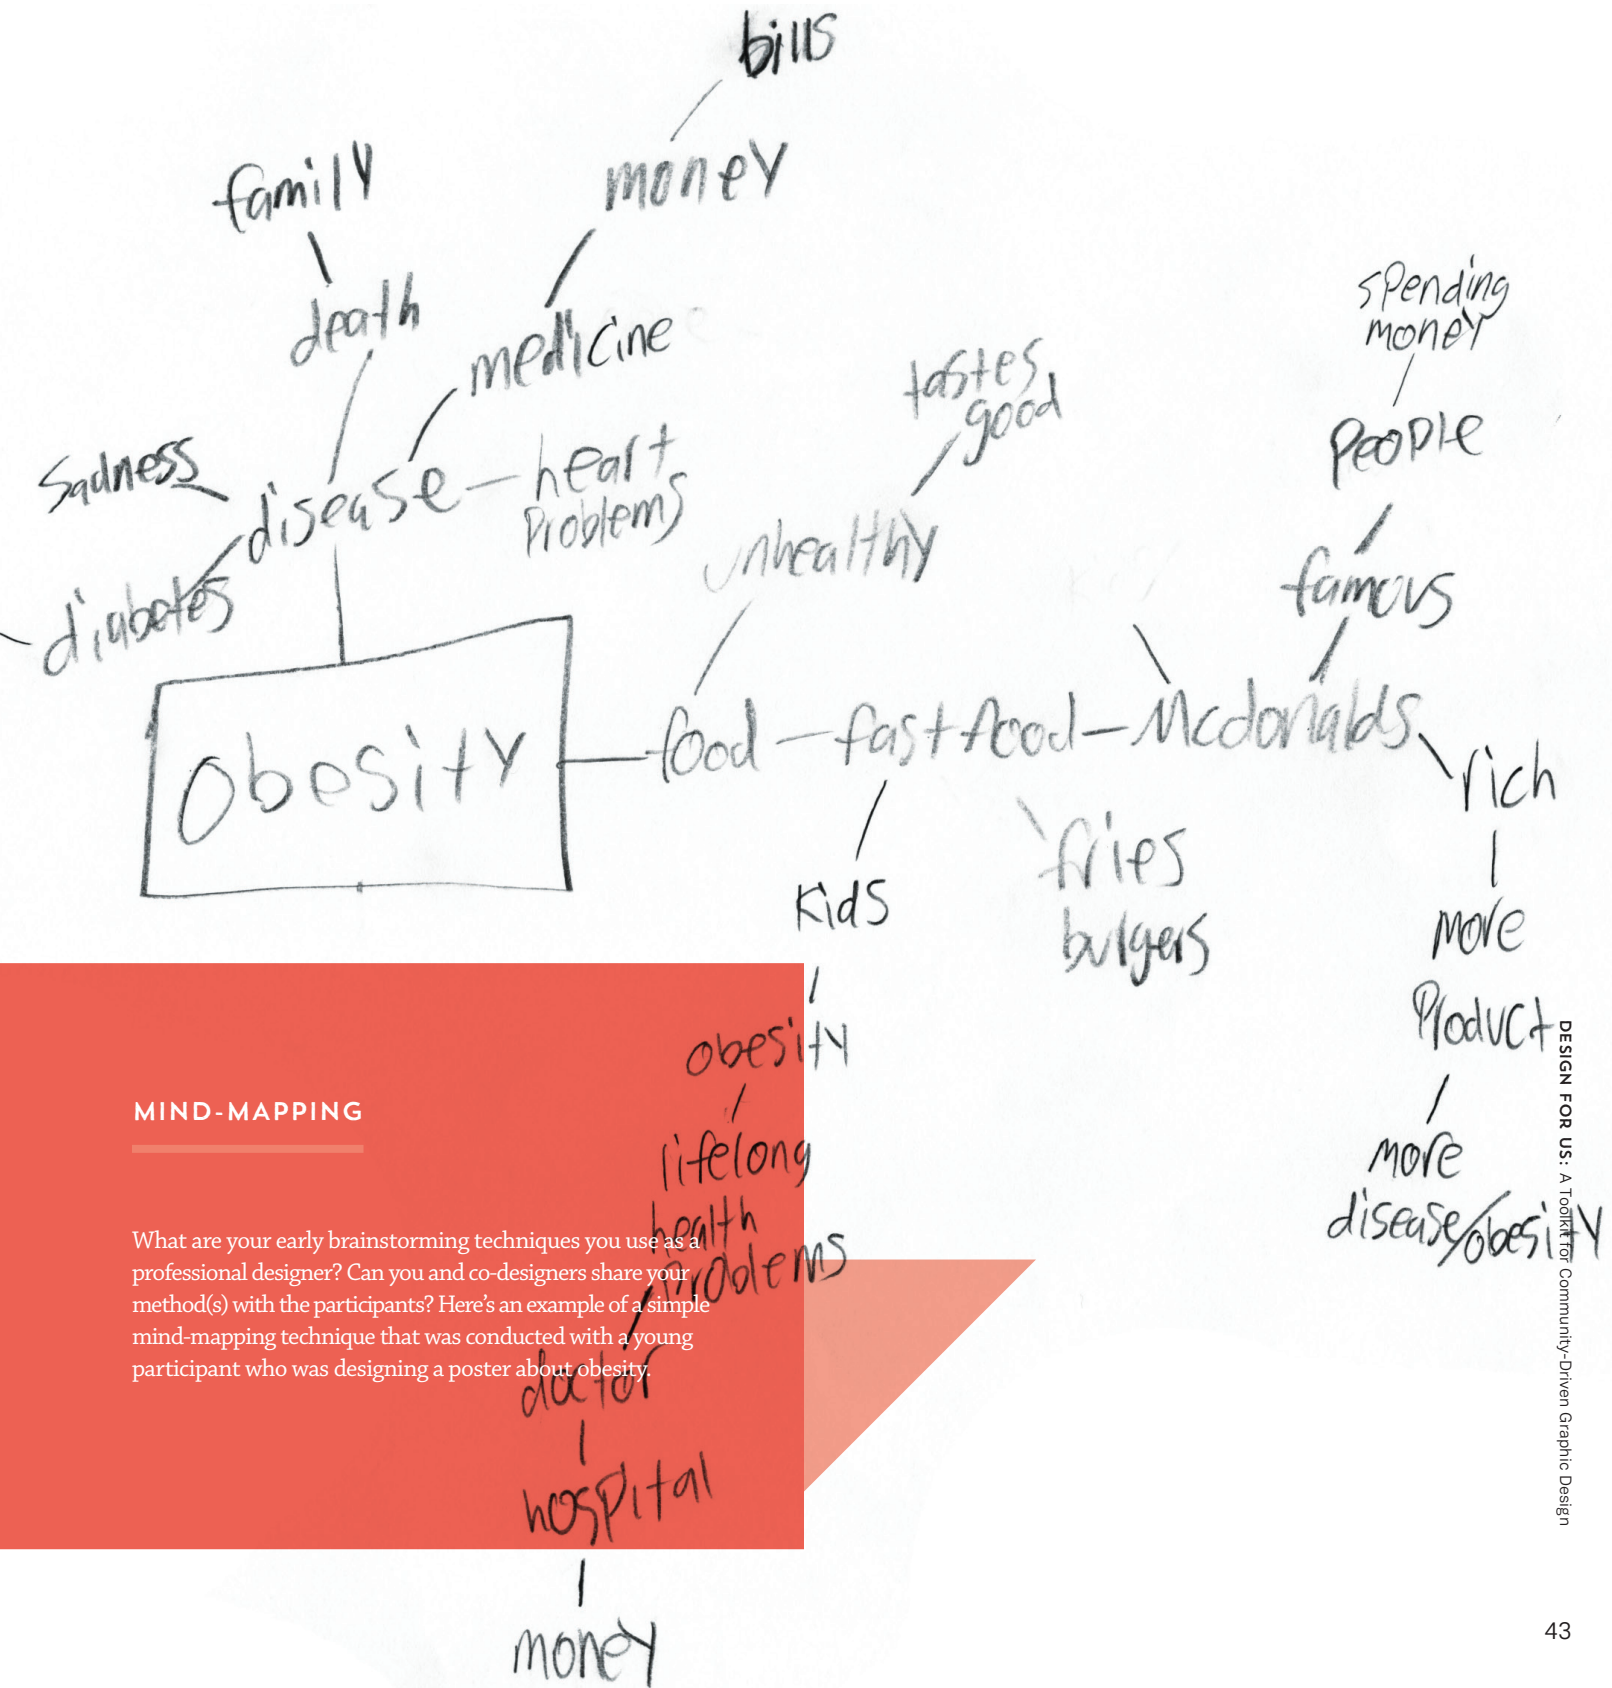 bills
family
money
death
medicine
spending
money
tastes
good
People
Sadness
disease
heart
Problems
unhealthy
famous
diabetes
obesity
food
fast food
Mcdonalds
rich
fries
burgers
Kids
more
Product
more
disease/obesity
obesity
lifelong
health
problems
doctor
hospital
money
MIND-MAPPING
What are your early brainstorming techniques you use as a
professional designer? Can you and co-designers share your
method(s) with the participants? Here's an example of a simple
mind-mapping technique that was conducted with a young
participant who was designing a poster about obesity.
DESIGN FOR US: A Toolkit for Community-Driven Graphic Design
43